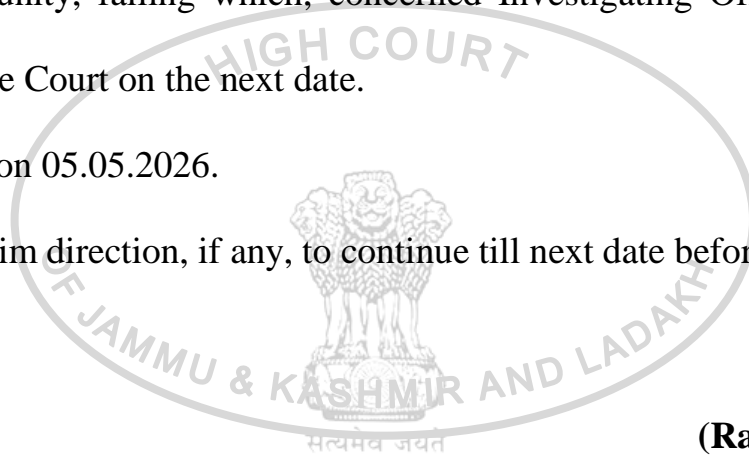 unity, failing which, concerned Investigating Of
HIGH COURT
e Court on the next date.
on 05.05.2026.
im direction, if any, to continue till next date befor
OF JAMMU & KASHMIR AND LADAKH
सत्यमेव जयते
(Ra